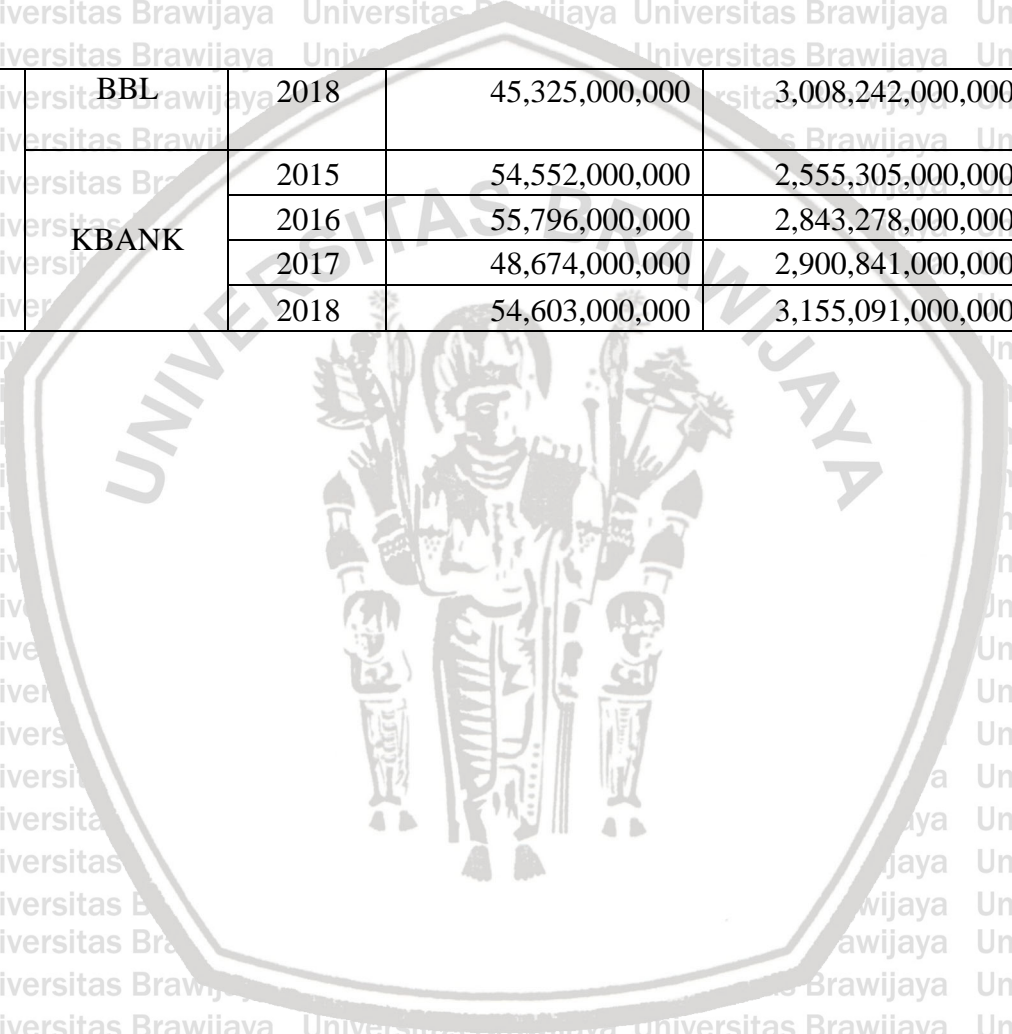 BBL 2018 45,325,000,000 3,008,242,000,000
KBANK 2015 54,552,000,000 2,555,305,000,000
2016 55,796,000,000 2,843,278,000,000
2017 48,674,000,000 2,900,841,000,000
2018 54,603,000,000 3,155,091,000,000
UNIVERSITAS BRAWIJAYA